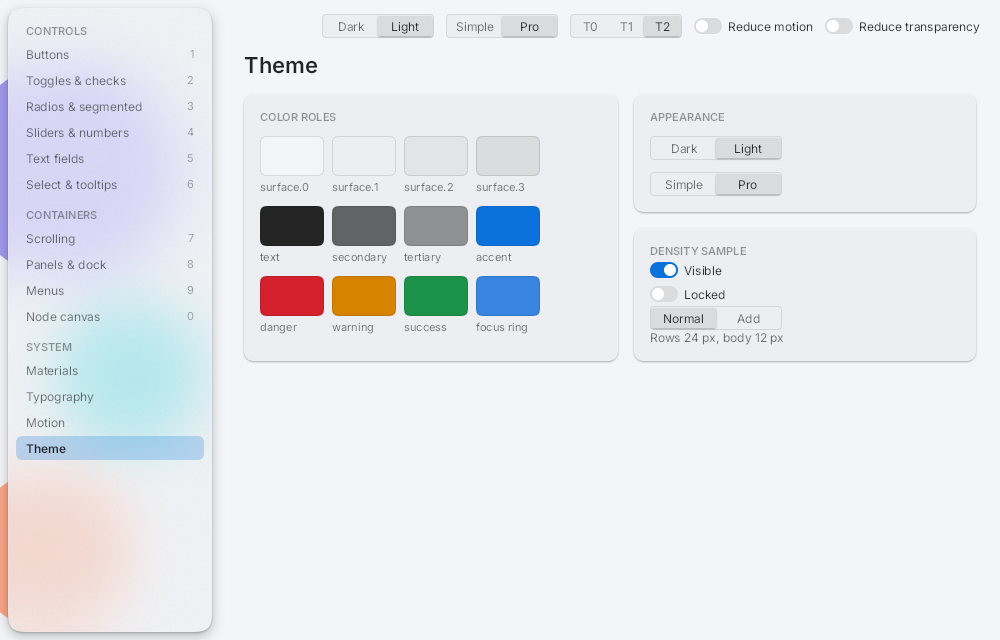 CONTROLS
Buttons 1
Toggles & checks 2
Radios & segmented 3
Sliders & numbers 4
Text fields 5
Select & tooltips 6
CONTAINERS
Scrolling 7
Panels & dock 8
Menus 9
Node canvas 0
SYSTEM
Materials
Typography
Motion
Theme
Dark Light Simple Pro T0 T1 T2 Reduce motion Reduce transparency
Theme
COLOR ROLES
surface.0 surface.1 surface.2 surface.3
text secondary tertiary accent
danger warning success focus ring
APPEARANCE
Dark Light
Simple Pro
DENSITY SAMPLE
Visible
Locked
Normal Add
Rows 24 px, body 12 px